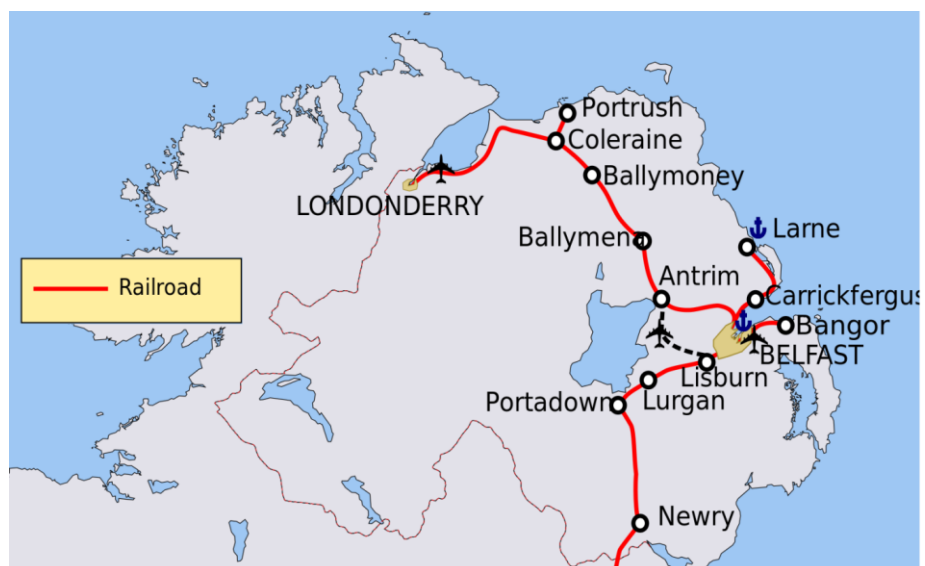 Portrush
Coleraine
Ballymoney
LONDONDERRY
Ballymena
Larne
Antrim
Railroad
Carrickfergus
Bangor
BELFAST
Lisburn
Lurgan
Portadown
Newry